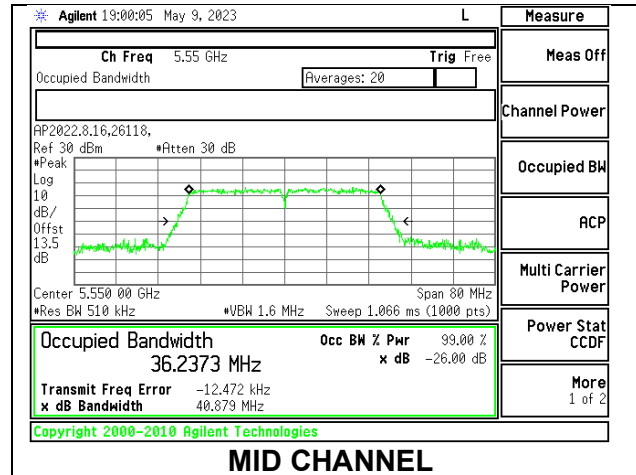 Agilent 19:00:05 May 9, 2023 L
Measure
Ch Freq 5.55 GHz Trig Free
Occupied Bandwidth Averages: 20
AP2022.8.16,26118,
Ref 30 dBm #Atten 30 dB
#Peak
Log
10
dB/
Offst
13.5
dB
Center 5.550 00 GHz Span 80 MHz
#Res BW 510 kHz #VBW 1.6 MHz Sweep 1.066 ms (1000 pts)
Occupied Bandwidth Occ BW % Pwr 99.00 %
36.2373 MHz x dB -26.00 dB
Transmit Freq Error -12.472 kHz
x dB Bandwidth 40.879 MHz
Copyright 2000-2010 Agilent Technologies
Meas Off
Channel Power
Occupied BW
ACP
Multi Carrier
Power
Power Stat
CCDF
More
1 of 2
MID CHANNEL